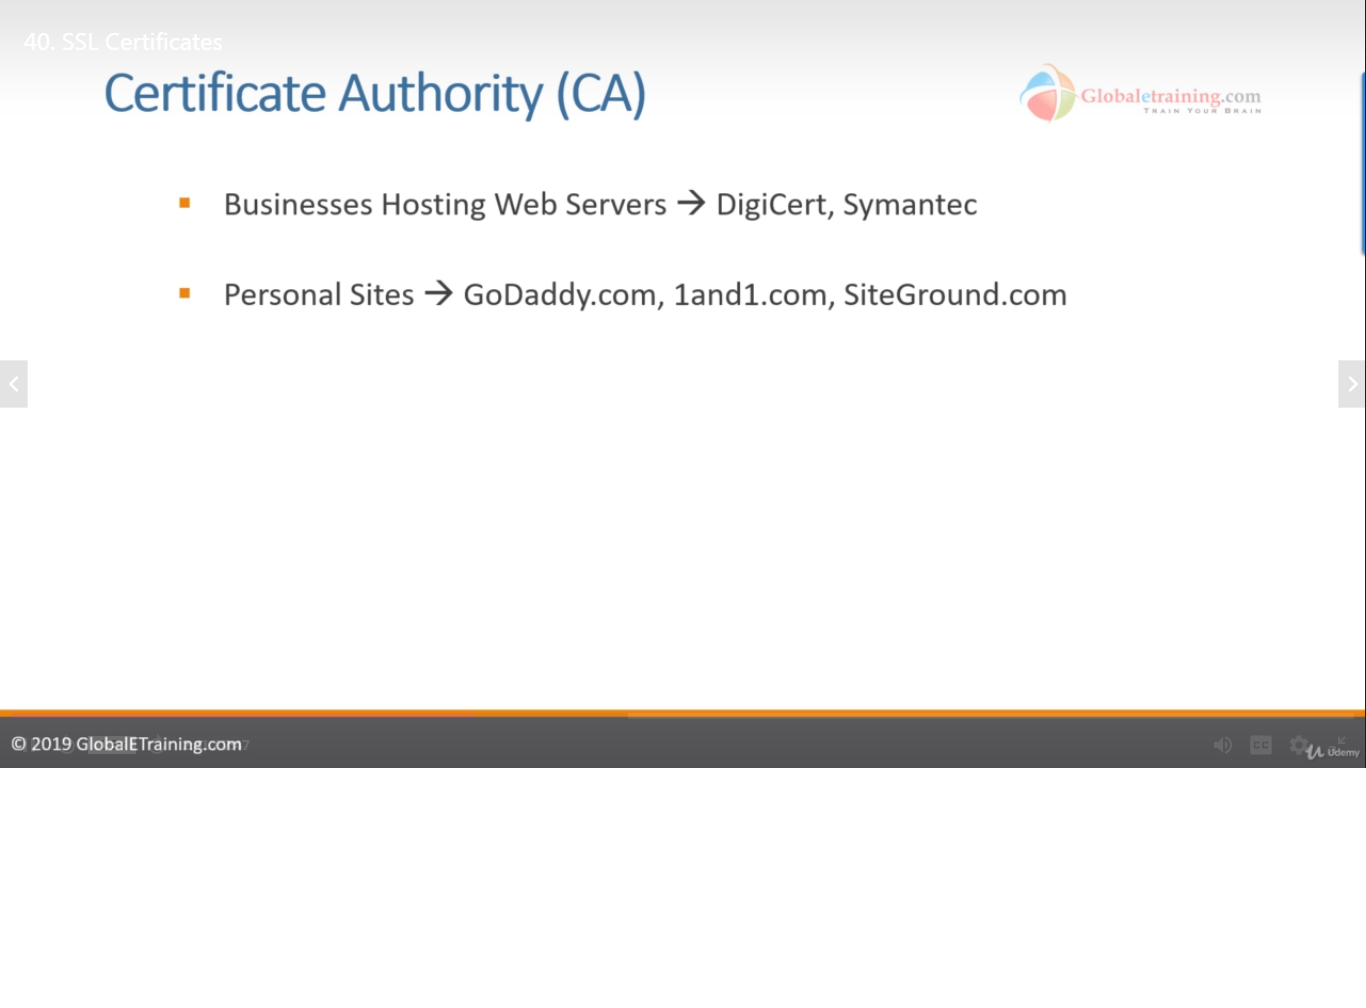 40. SSL Certificates
Certificate Authority (CA)
Globaletraining.com
TRAIN YOUR BRAIN
Businesses Hosting Web Servers → DigiCert, Symantec
Personal Sites → GoDaddy.com, 1and1.com, SiteGround.com
© 2019 GlobalETraining.com
CC
Udemy